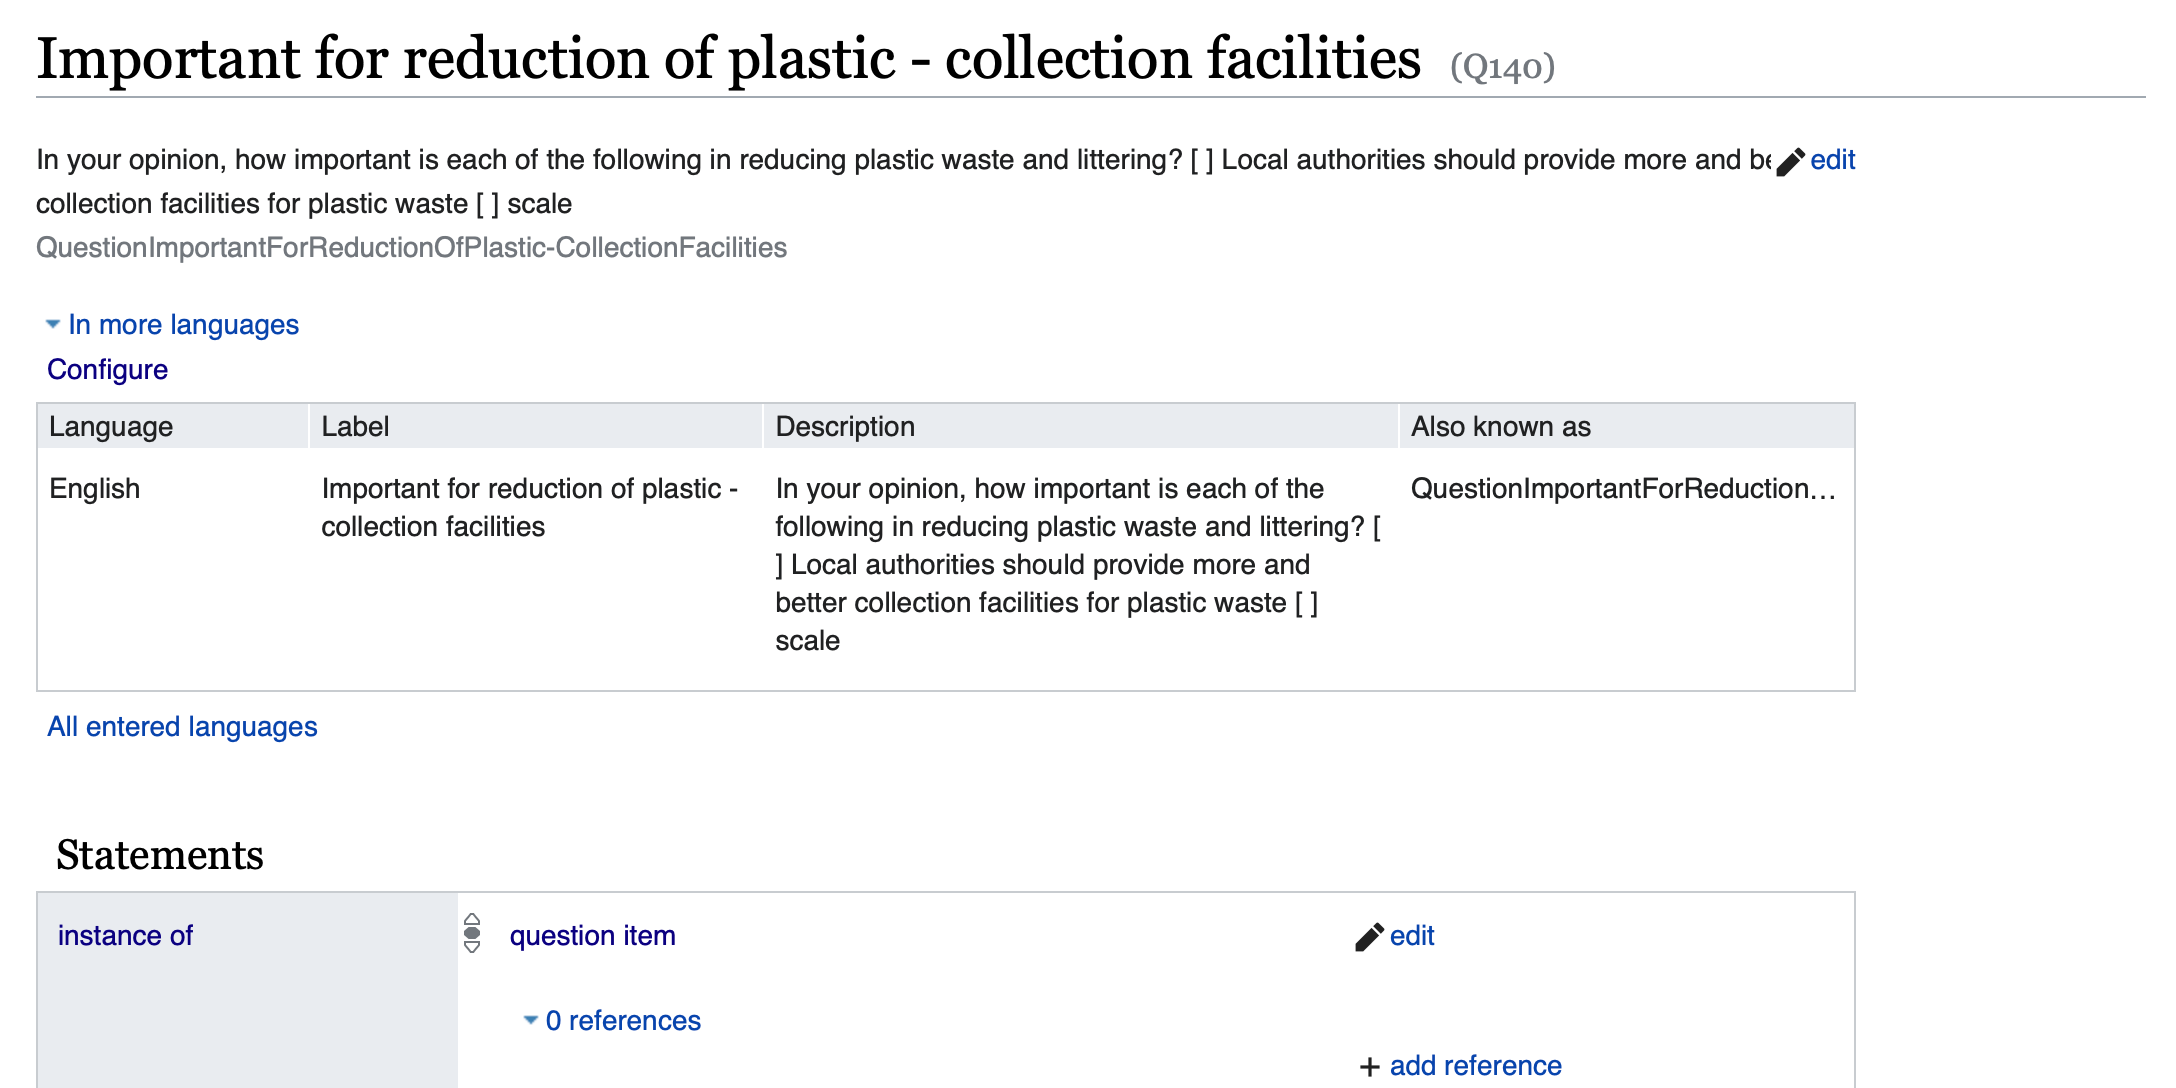 Important for reduction of plastic - collection facilities (Q140)
In your opinion, how important is each of the following in reducing plastic waste and littering? [ ] Local authorities should provide more and be edit
collection facilities for plastic waste [ ] scale
QuestionImportantForReductionOfPlastic-CollectionFacilities
In more languages
Configure
Language Label Description Also known as
English Important for reduction of plastic - In your opinion, how important is each of the QuestionImportantForReduction…
collection facilities following in reducing plastic waste and littering? [
] Local authorities should provide more and
better collection facilities for plastic waste [ ]
scale
All entered languages
Statements
instance of question item edit
0 references
+ add reference